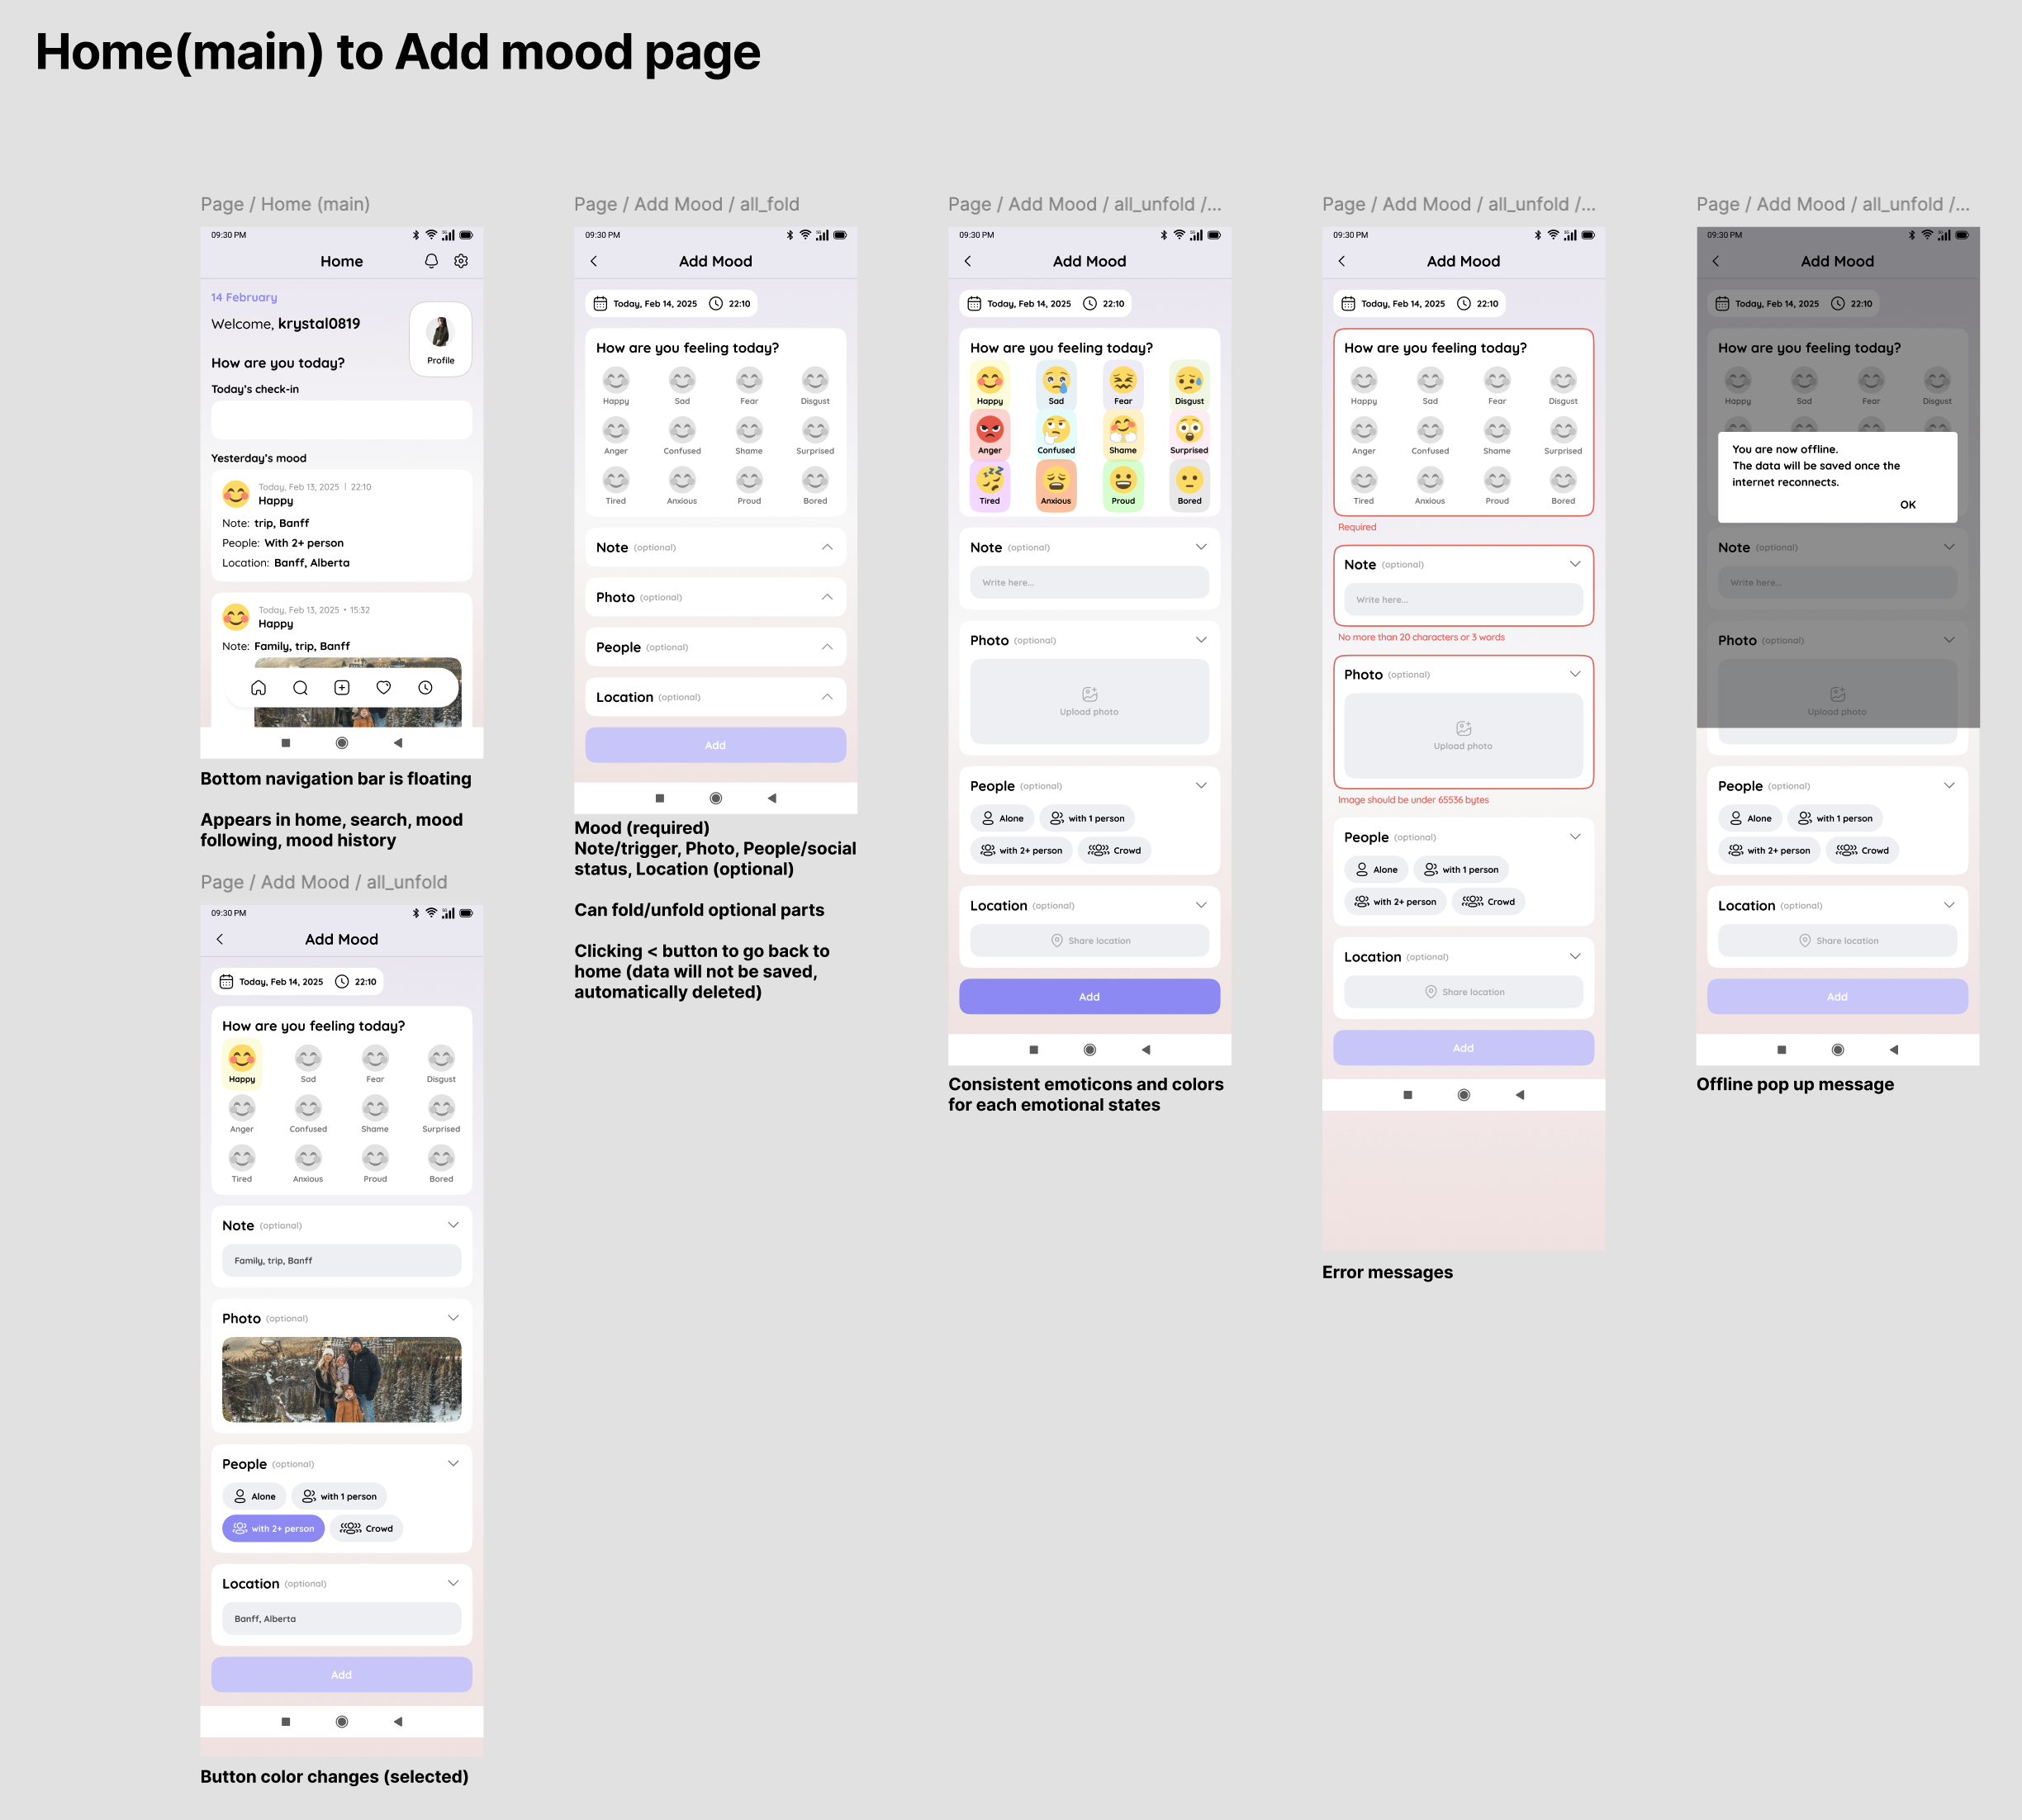 Home(main) to Add mood page
Page / Home (main)
09:30 PM
Home
14 February
Welcome, krystal0819
Profile
How are you today?
Today's check-in
Yesterday's mood
Today, Feb 13, 2025 | 22:10
Happy
Note: trip, Banff
People: With 2+ person
Location: Banff, Alberta
Today, Feb 13, 2025 • 15:32
Happy
Note: Family, trip, Banff
Bottom navigation bar is floating
Appears in home, search, mood
following, mood history
Page / Add Mood / all_fold
09:30 PM
Add Mood
Today, Feb 14, 2025 22:10
How are you feeling today?
Happy Sad Fear Disgust
Anger Confused Shame Surprised
Tired Anxious Proud Bored
Note (optional)
Photo (optional)
People (optional)
Location (optional)
Add
Mood (required)
Note/trigger, Photo, People/social
status, Location (optional)
Can fold/unfold optional parts
Clicking < button to go back to
home (data will not be saved,
automatically deleted)
Page / Add Mood / all_unfold /...
09:30 PM
Add Mood
Today, Feb 14, 2025 22:10
How are you feeling today?
Happy Sad Fear Disgust
Anger Confused Shame Surprised
Tired Anxious Proud Bored
Note (optional)
Write here...
Photo (optional)
Upload photo
People (optional)
Alone with 1 person
with 2+ person Crowd
Location (optional)
Share location
Add
Consistent emoticons and colors
for each emotional states
Page / Add Mood / all_unfold /...
09:30 PM
Add Mood
Today, Feb 14, 2025 22:10
How are you feeling today?
Happy Sad Fear Disgust
Anger Confused Shame Surprised
Tired Anxious Proud Bored
Required
Note (optional)
Write here...
No more than 20 characters or 3 words
Photo (optional)
Upload photo
Image should be under 65536 bytes
People (optional)
Alone with 1 person
with 2+ person Crowd
Location (optional)
Share location
Add
Error messages
Page / Add Mood / all_unfold /...
09:30 PM
Add Mood
Today, Feb 14, 2025 22:10
How are you feeling today?
Happy Sad Fear Disgust
You are now offline.
The data will be saved once the
internet reconnects.
OK
Note (optional)
Write here...
Photo (optional)
Upload photo
People (optional)
Alone with 1 person
with 2+ person Crowd
Location (optional)
Share location
Add
Offline pop up message
Page / Add Mood / all_unfold
09:30 PM
Add Mood
Today, Feb 14, 2025 22:10
How are you feeling today?
Happy Sad Fear Disgust
Anger Confused Shame Surprised
Tired Anxious Proud Bored
Note (optional)
Family, trip, Banff
Photo (optional)
People (optional)
Alone with 1 person
with 2+ person Crowd
Location (optional)
Banff, Alberta
Add
Button color changes (selected)